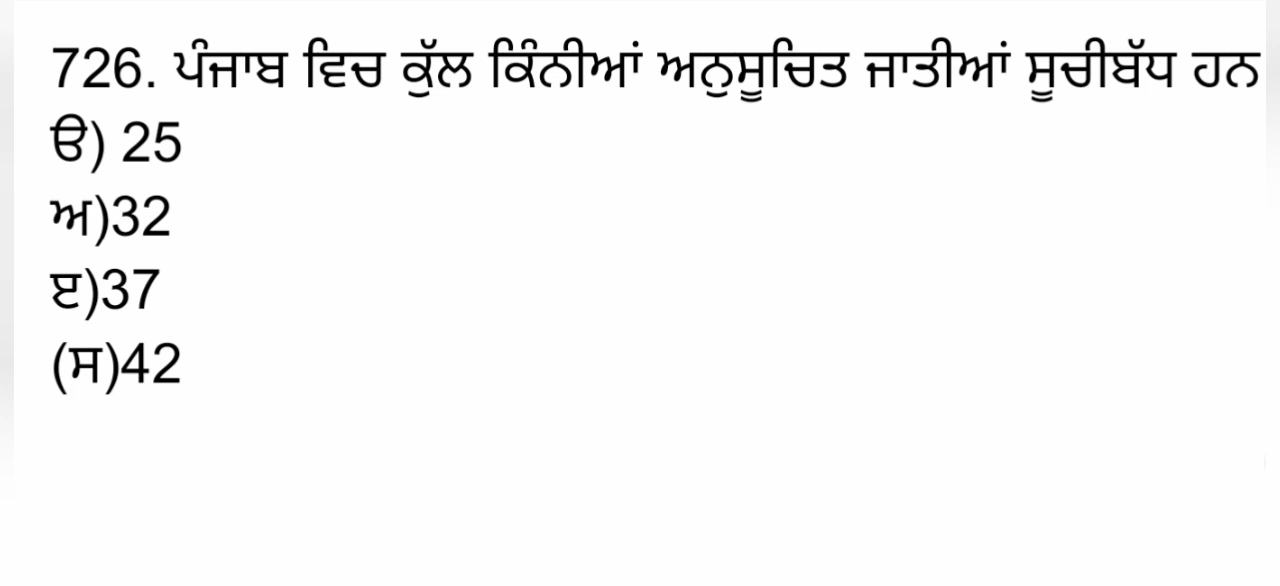 726. ਪੰਜਾਬ ਵਿਚ ਕੁੱਲ ਕਿੰਨੀਆਂ ਅਨੁਸੂਚਿਤ ਜਾਤੀਆਂ ਸੂਚੀਬੱਧ ਹਨ
ੳ) 25
ਅ)32
ੲ)37
(ਸ)42